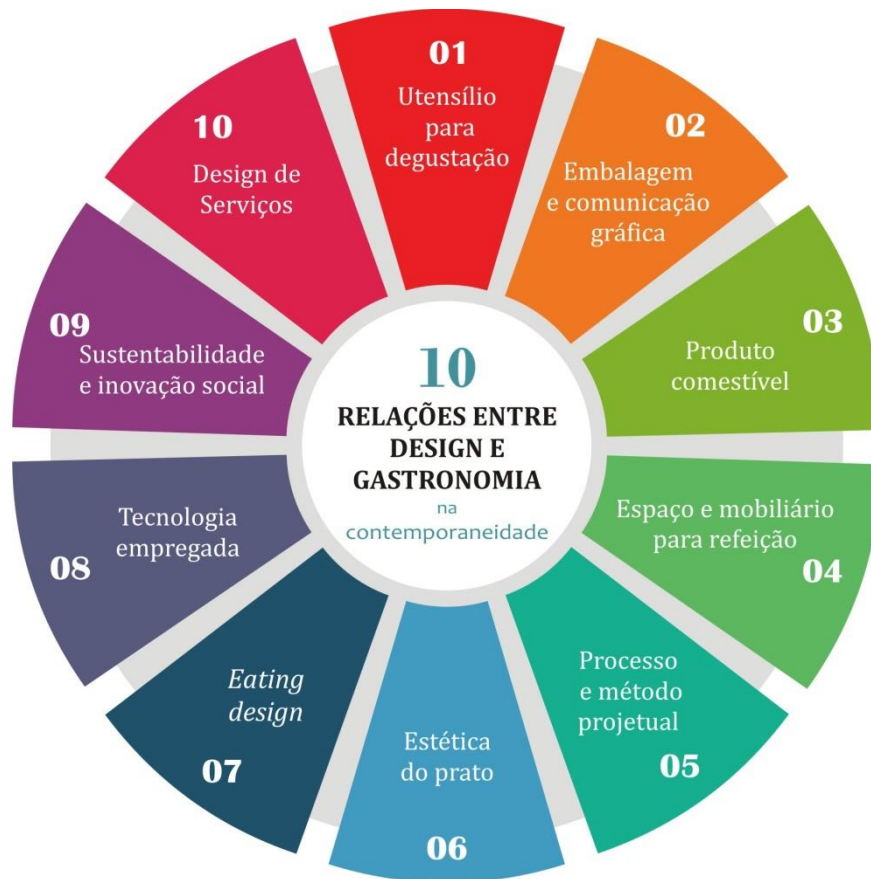 10
RELAÇÕES ENTRE
DESIGN E
GASTRONOMIA
na
contemporaneidade
01
Utensílio
para
degustação
02
Embalagem
e comunicação
gráfica
03
Produto
comestível
Espaço e mobiliário
para refeição
04
Processo
e método
projetual
05
Estética
do prato
06
Eating
design
07
Tecnologia
empregada
08
09
Sustentabilidade
e inovação social
10
Design de
Serviços